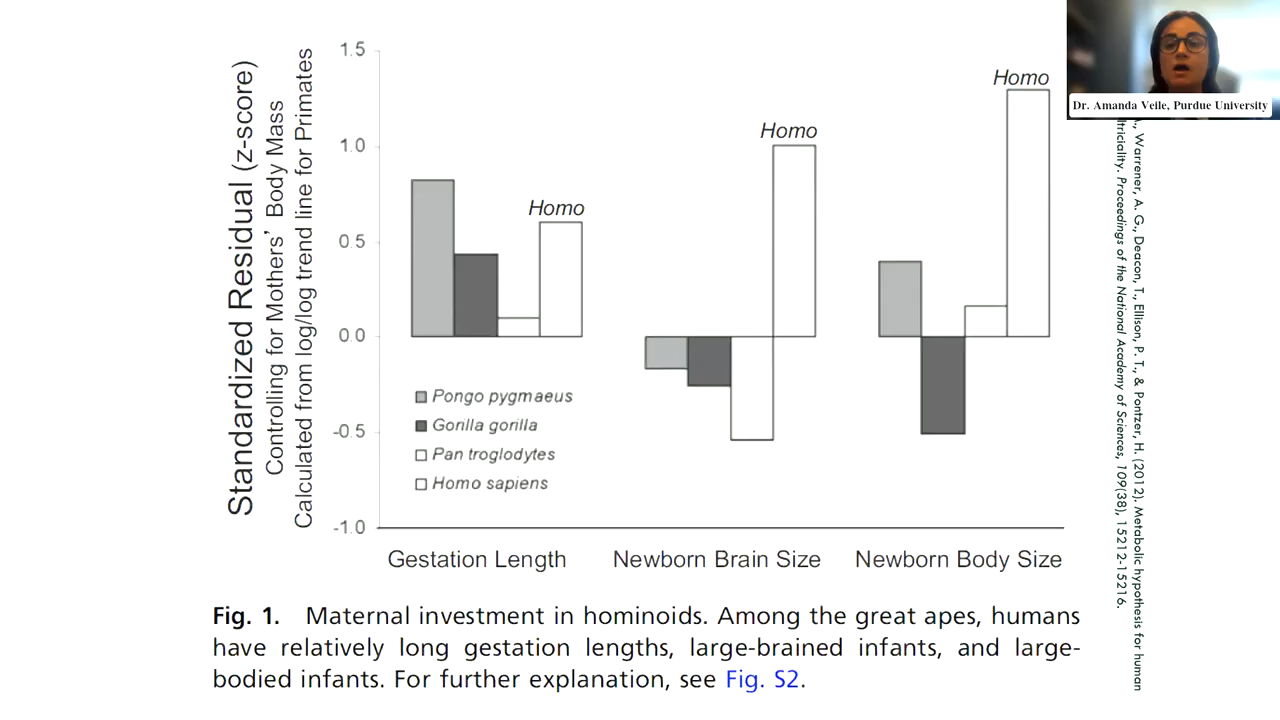 Dr. Amanda Veile, Purdue University
Standardized Residual (z-score)
Controlling for Mothers' Body Mass
Calculated from log/log trend line for Primates
1.5
1.0
0.5
0.0
-0.5
-1.0
Homo
Homo
Homo
Pongo pygmaeus
Gorilla gorilla
Pan troglodytes
Homo sapiens
Gestation Length
Newborn Brain Size
Newborn Body Size
Fig. 1. Maternal investment in hominoids. Among the great apes, humans
have relatively long gestation lengths, large-brained infants, and large-
bodied infants. For further explanation, see Fig. S2.
Warrener, A. G., Deacon, T., Ellison, P. T., & Pontzer, H. (2012). Metabolic hypothesis for human
ltriciality. Proceedings of the National Academy of Sciences, 109(38), 15212-15216.